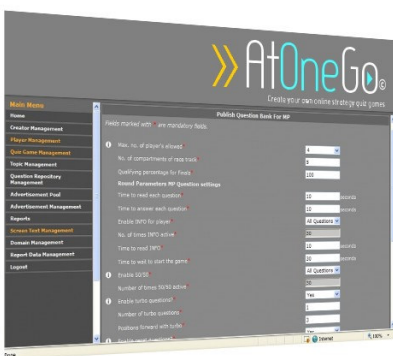 AtOneGo©
Create your own online strategy quiz games
Main Menu
Home
Creator Management
Player Management
Quiz Game Management
Topic Management
Question Repository
Management
Advertisement Pool
Advertisement Management
Reports
Screen Text Management
Domain Management
Report Data Management
Logout
Publish Question Bank For MP
Fields marked with * are mandatory fields.
Max. no. of player's allowed * 4
No. of compartments of race track * 6
Qualifying percentage for Finals * 100
Round Parameters MP Question settings
Time to read each question * 10 seconds
Time to answer each question * 10 seconds
Enable INFO for player * All Questions
No. of times INFO active * 30
Time to read INFO * 10 seconds
Time to wait to start the game * 30 seconds
Enable 50/50 * All Questions
Number of times 50/50 active * 30
Enable turbo questions * Yes
Number of turbo questions * 1
Positions forward with turbo * 3
Yes
Done
Internet
100%